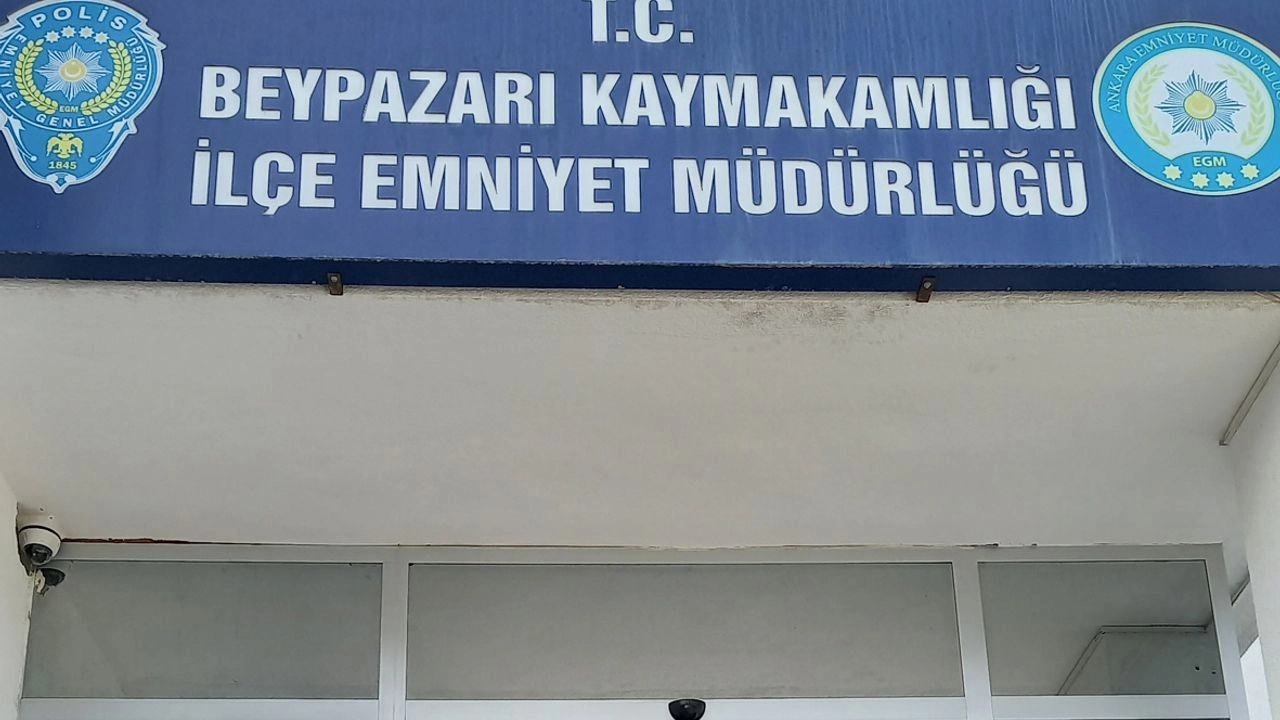 T.C.
BEYPAZARI KAYMAKAMLIĞI
İLÇE EMNİYET MÜDÜRLÜĞÜ
POLİS
EMNİYET GENEL MÜDÜRLÜĞÜ
EGM
1845
ANKARA EMNİYET MÜDÜRLÜĞÜ
EGM